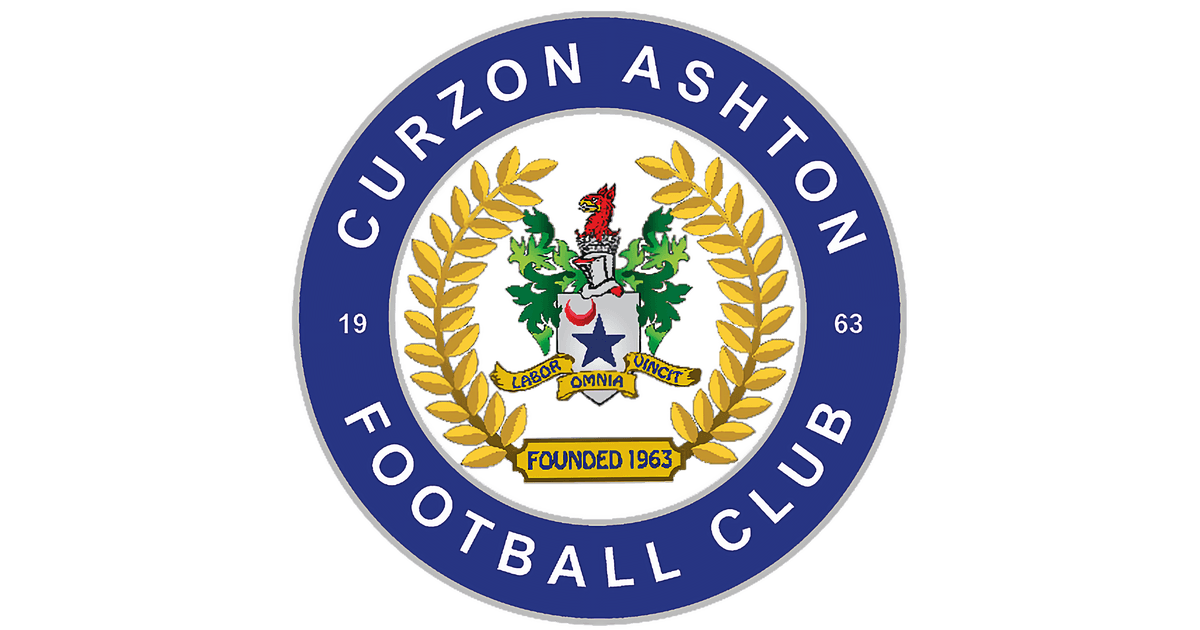 CURZON ASHTON
19 63
LABOR OMNIA VINCIT
FOUNDED 1963
FOOTBALL CLUB